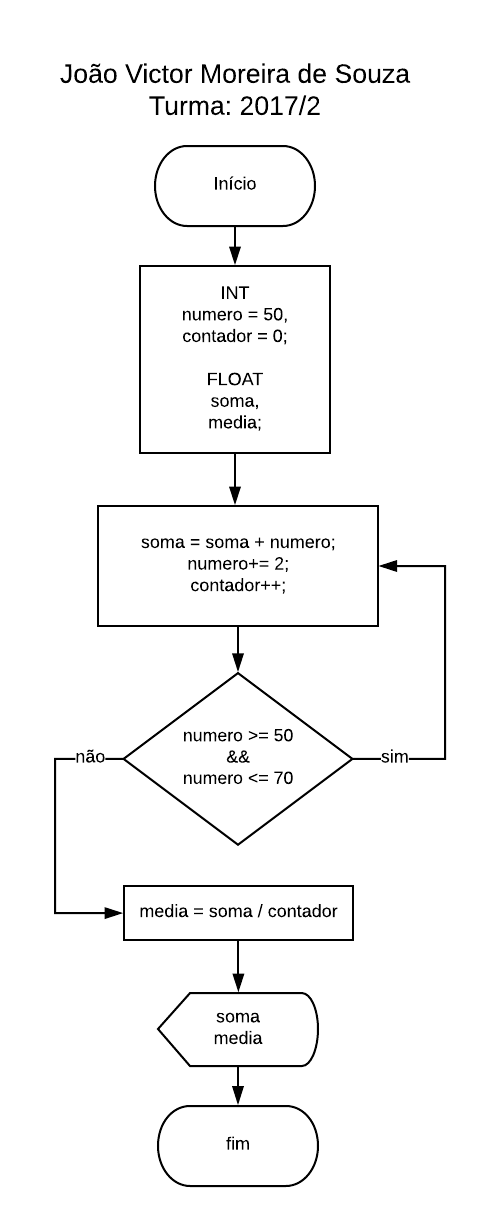 João Victor Moreira de Souza
Turma: 2017/2
Início
INT
numero = 50,
contador = 0;
FLOAT
soma,
media;
soma = soma + numero;
numero+= 2;
contador++;
numero >= 50
&&
numero <= 70
não
sim
media = soma / contador
soma
media
fim